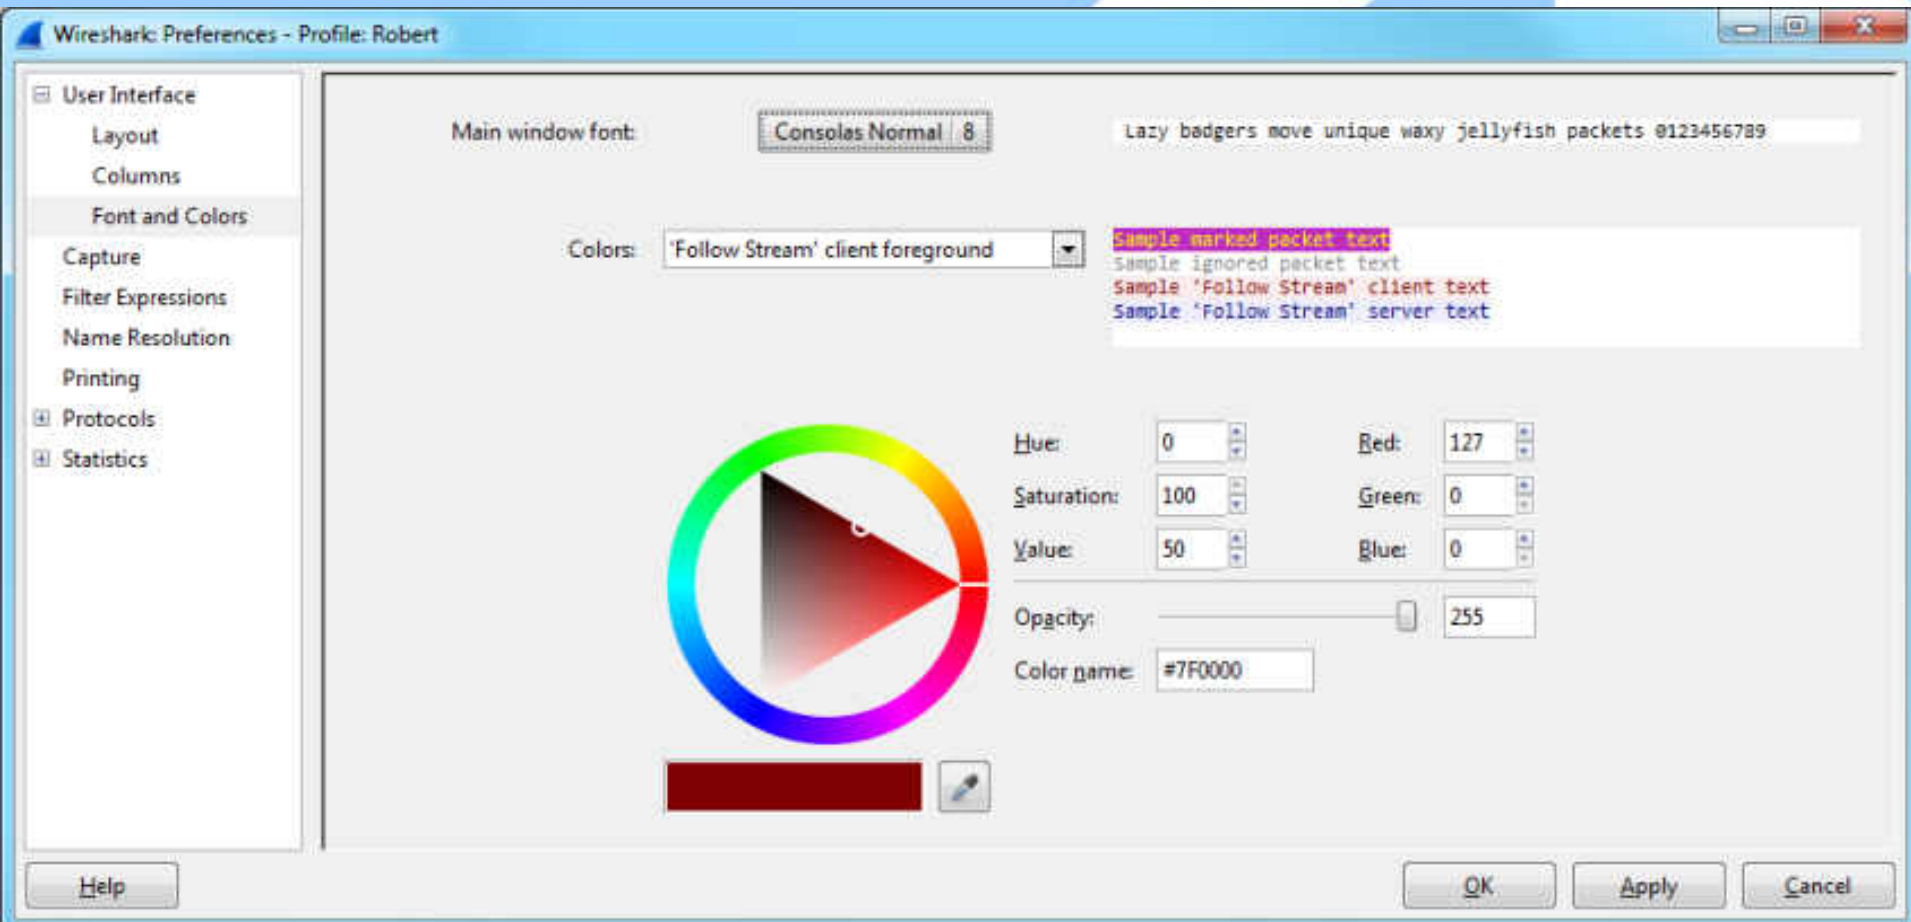 Wireshark: Preferences - Profile: Robert
User Interface
Layout
Columns
Font and Colors
Capture
Filter Expressions
Name Resolution
Printing
Protocols
Statistics
Main window font: Consolas Normal 8 Lazy badgers move unique waxy jellyfish packets 0123456789
Colors: 'Follow Stream' client foreground
Sample marked packet text
Sample ignored packet text
Sample 'Follow Stream' client text
Sample 'Follow Stream' server text
Hue: 0 Red: 127
Saturation: 100 Green: 0
Value: 50 Blue: 0
Opacity: 255
Color name: #7F0000
Help OK Apply Cancel